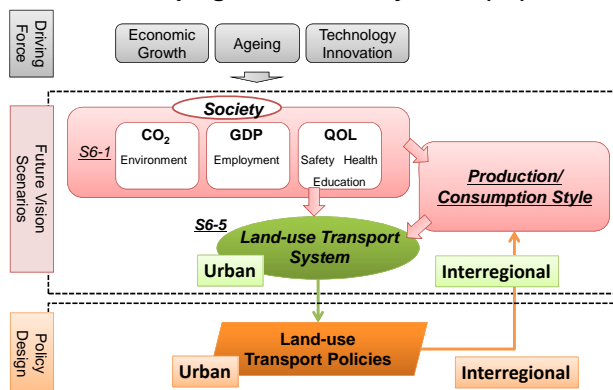 Driving
Force
Economic
Growth
Ageing
Technology
Innovation
Future Vision
Scenarios
Society
S6-1
CO2
Environment
GDP
Employment
QOL
Safety Health
Education
Production/
Consumption Style
S6-5
Land-use Transport
System
Urban
Interregional
Policy
Design
Land-use
Transport Policies
Urban
Interregional